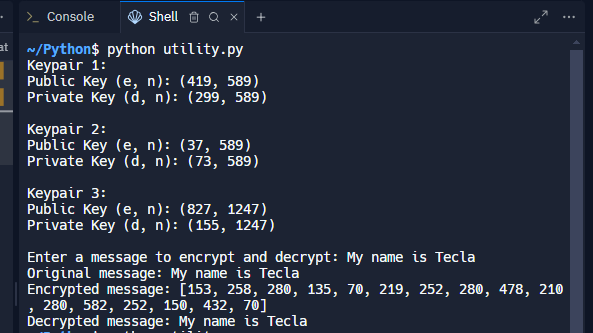 Console
Shell
at
~/Python$ python utility.py
Keypair 1:
Public Key (e, n): (419, 589)
Private Key (d, n): (299, 589)
Keypair 2:
Public Key (e, n): (37, 589)
Private Key (d, n): (73, 589)
Keypair 3:
Public Key (e, n): (827, 1247)
Private Key (d, n): (155, 1247)
Enter a message to encrypt and decrypt: My name is Tecla
Original message: My name is Tecla
Encrypted message: [153, 258, 280, 135, 70, 219, 252, 280, 478, 210
, 280, 582, 252, 150, 432, 70]
Decrypted message: My name is Tecla